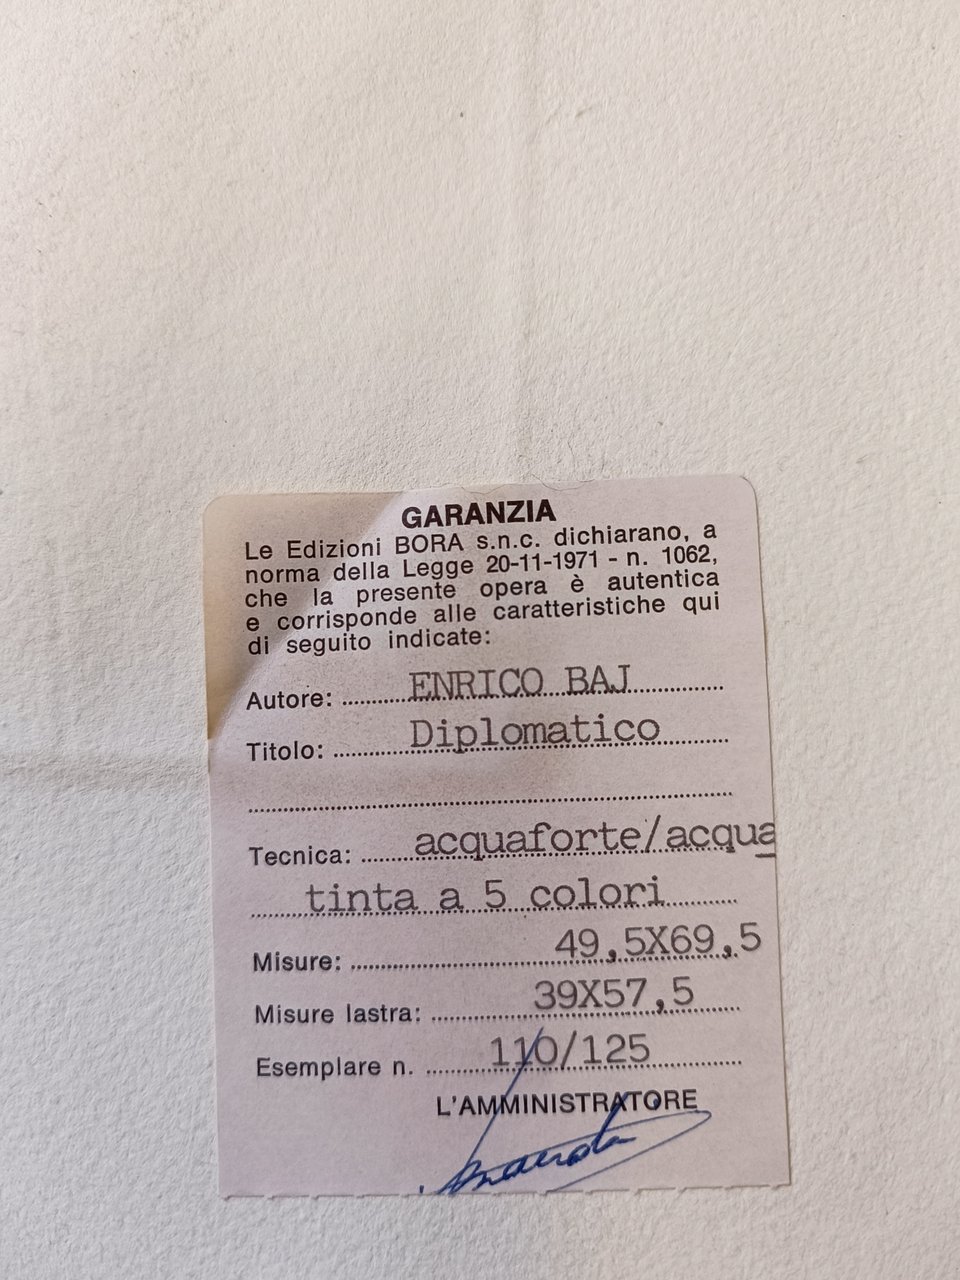 GARANZIA
Le Edizioni BORA s.n.c. dichiarano, a
norma della Legge 20-11-1971 - n. 1062,
che la presente opera è autentica
e corrisponde alle caratteristiche qui
di seguito indicate:
Autore: ENRICO BAJ
Titolo: Diplomatico
Tecnica: acquaforte/acqua
tinta a 5 colori
Misure: 49,5X69,5
Misure lastra: 39X57,5
Esemplare n. 110/125
L'AMMINISTRATORE